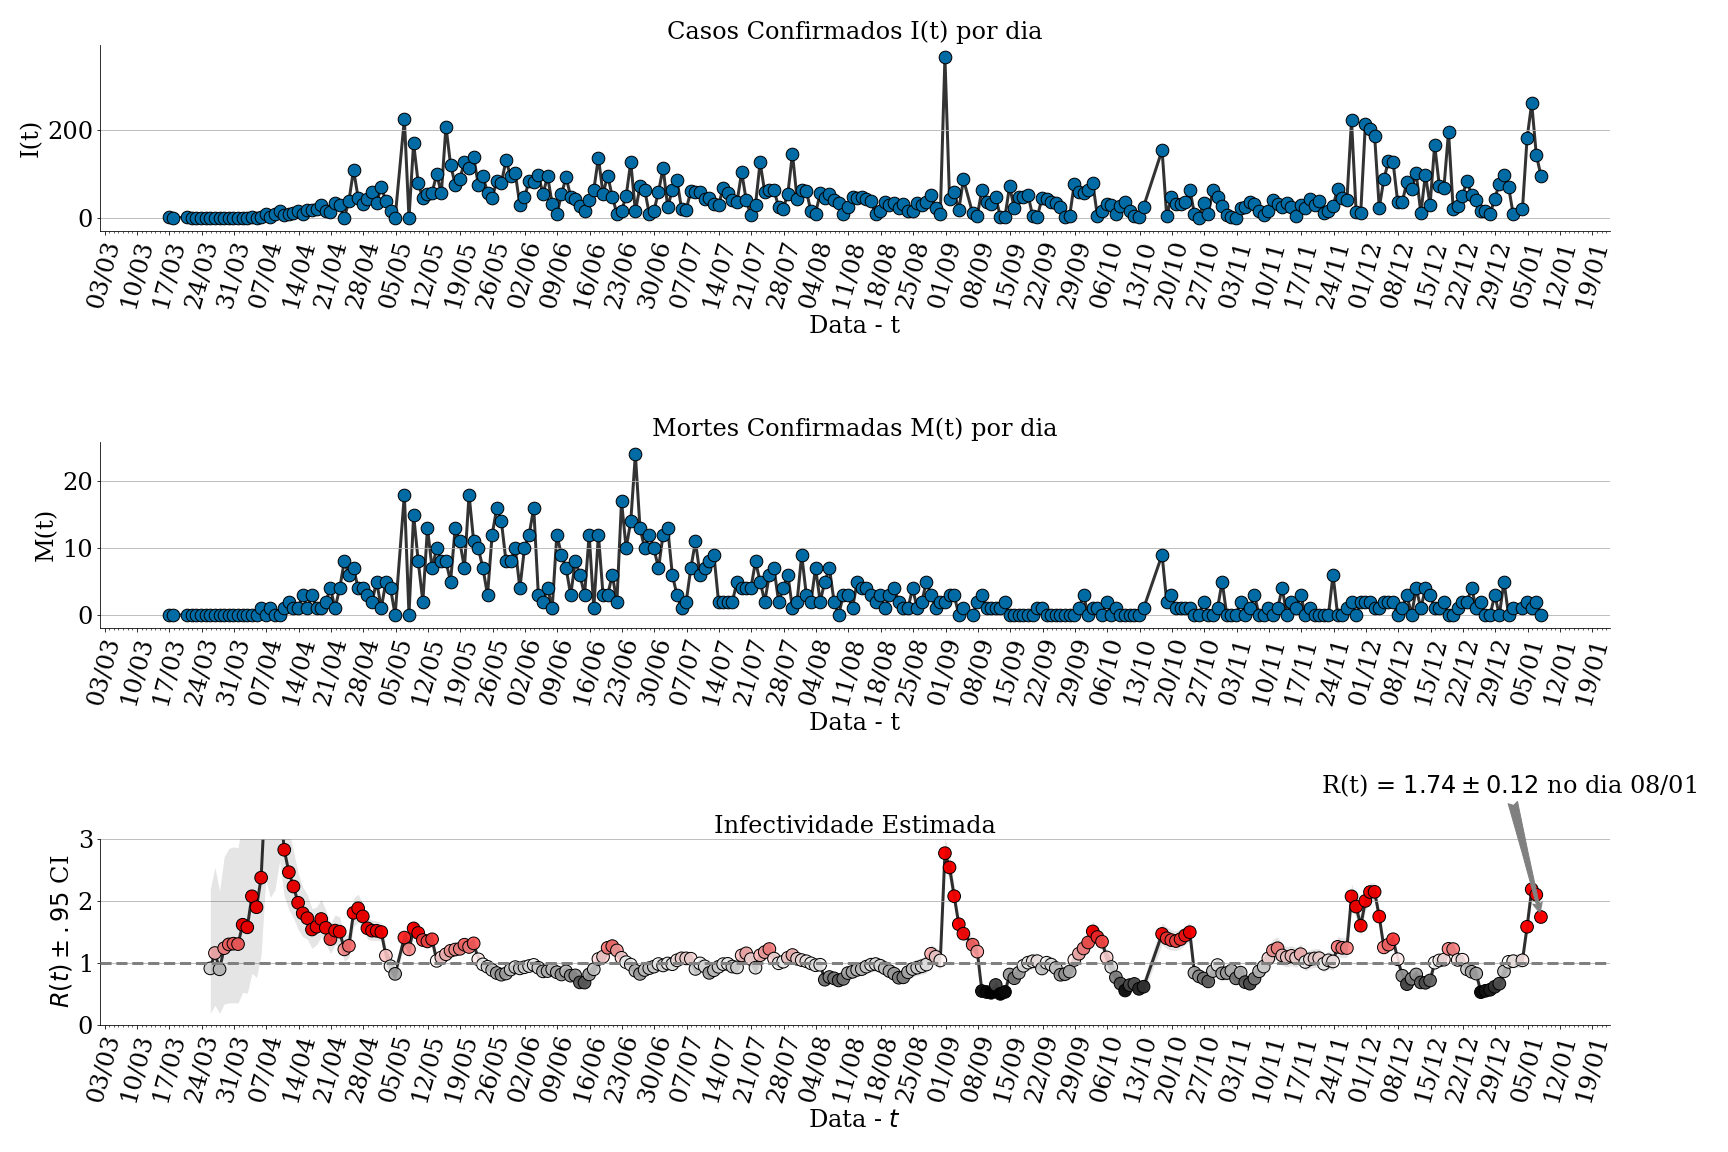 Casos Confirmados I(t) por dia
I(t)
200
0
03/03 10/03 17/03 24/03 31/03 07/04 14/04 21/04 28/04 05/05 12/05 19/05 26/05 02/06 09/06 16/06 23/06 30/06 07/07 14/07 21/07 28/07 04/08 11/08 18/08 25/08 01/09 08/09 15/09 22/09 29/09 06/10 13/10 20/10 27/10 03/11 10/11 17/11 24/11 01/12 08/12 15/12 22/12 29/12 05/01 12/01 19/01
Data - t
Mortes Confirmadas M(t) por dia
M(t)
20
10
0
03/03 10/03 17/03 24/03 31/03 07/04 14/04 21/04 28/04 05/05 12/05 19/05 26/05 02/06 09/06 16/06 23/06 30/06 07/07 14/07 21/07 28/07 04/08 11/08 18/08 25/08 01/09 08/09 15/09 22/09 29/09 06/10 13/10 20/10 27/10 03/11 10/11 17/11 24/11 01/12 08/12 15/12 22/12 29/12 05/01 12/01 19/01
Data - t
R(t) = 1.74 ± 0.12 no dia 08/01
Infectividade Estimada
R(t) ± .95 CI
3
2
1
0
03/03 10/03 17/03 24/03 31/03 07/04 14/04 21/04 28/04 05/05 12/05 19/05 26/05 02/06 09/06 16/06 23/06 30/06 07/07 14/07 21/07 28/07 04/08 11/08 18/08 25/08 01/09 08/09 15/09 22/09 29/09 06/10 13/10 20/10 27/10 03/11 10/11 17/11 24/11 01/12 08/12 15/12 22/12 29/12 05/01 12/01 19/01
Data - t